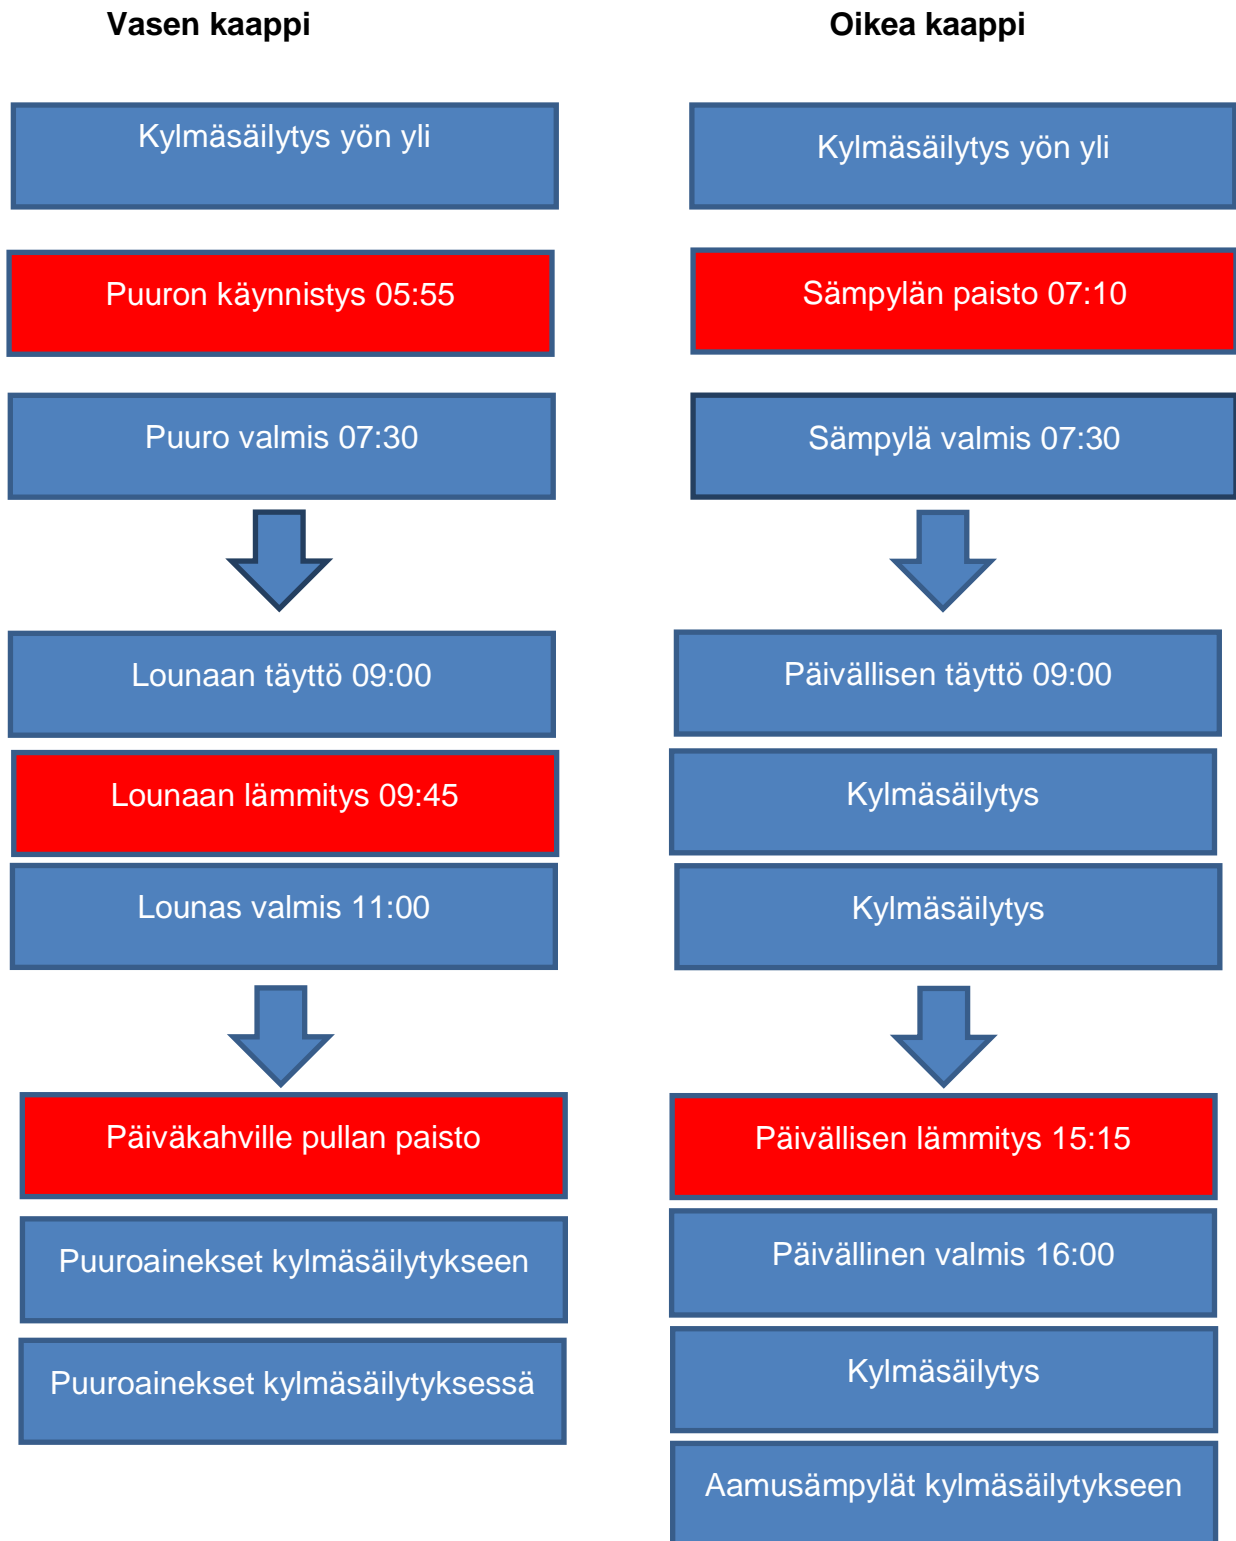 Vasen kaappi
Kylmäsäilytys yön yli
Puuron käynnistys 05:55
Puuro valmis 07:30
Lounaan täyttö 09:00
Lounaan lämmitys 09:45
Lounas valmis 11:00
Päiväkahville pullan paisto
Puuroainekset kylmäsäilytykseen
Puuroainekset kylmäsäilytyksessä
Oikea kaappi
Kylmäsäilytys yön yli
Sämpylän paisto 07:10
Sämpylä valmis 07:30
Päivällisen täyttö 09:00
Kylmäsäilytys
Kylmäsäilytys
Päivällisen lämmitys 15:15
Päivällinen valmis 16:00
Kylmäsäilytys
Aamusämpylät kylmäsäilytykseen